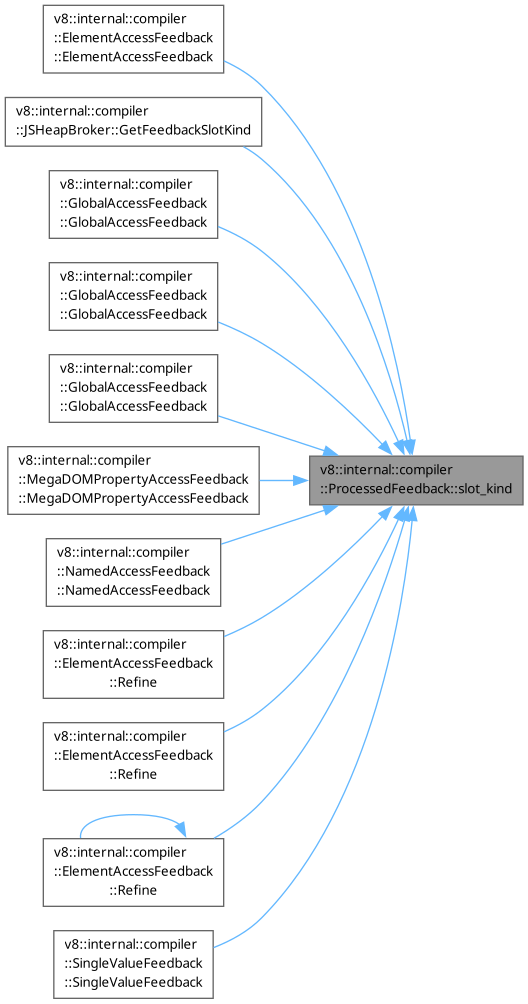 v8::internal::compiler
::ElementAccessFeedback
::ElementAccessFeedback
v8::internal::compiler
::JSHeapBroker::GetFeedbackSlotKind
v8::internal::compiler
::GlobalAccessFeedback
::GlobalAccessFeedback
v8::internal::compiler
::GlobalAccessFeedback
::GlobalAccessFeedback
v8::internal::compiler
::GlobalAccessFeedback
::GlobalAccessFeedback
v8::internal::compiler
::MegaDOMPropertyAccessFeedback
::MegaDOMPropertyAccessFeedback
v8::internal::compiler
::ProcessedFeedback::slot_kind
v8::internal::compiler
::NamedAccessFeedback
::NamedAccessFeedback
v8::internal::compiler
::ElementAccessFeedback
::Refine
v8::internal::compiler
::ElementAccessFeedback
::Refine
v8::internal::compiler
::ElementAccessFeedback
::Refine
v8::internal::compiler
::SingleValueFeedback
::SingleValueFeedback